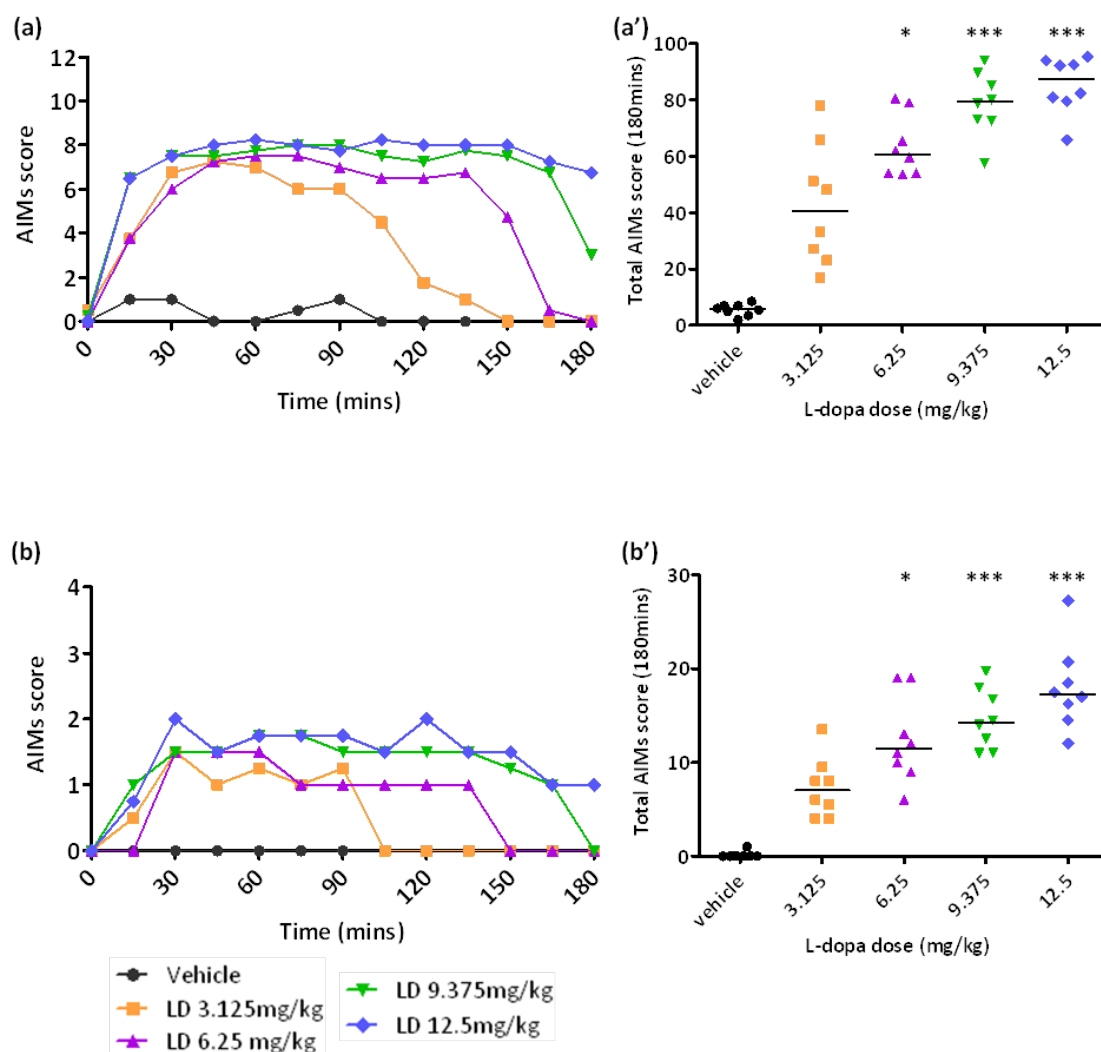 (a)
AIMs score
12
10
8
6
4
2
0
0
30
60
90
120
150
180
Time (mins)
(a')
* *** ***
Total AIMs score (180mins)
100
80
60
40
20
0
vehicle
3.125
6.25
9.375
12.5
L-dopa dose (mg/kg)
(b)
AIMs score
4
3
2
1
0
0
30
60
90
120
150
180
Time (mins)
(b')
* *** ***
Total AIMs score (180mins)
30
20
10
0
vehicle
3.125
6.25
9.375
12.5
L-dopa dose (mg/kg)
Vehicle
LD 3.125mg/kg
LD 6.25 mg/kg
LD 9.375mg/kg
LD 12.5mg/kg